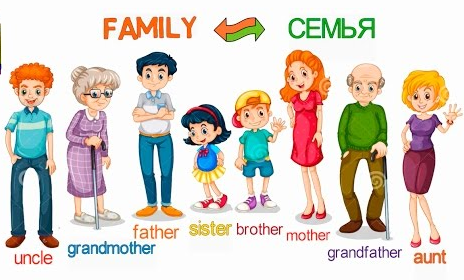 FAMILY СЕМЬЯ
uncle grandmother father sister brother mother grandfather aunt